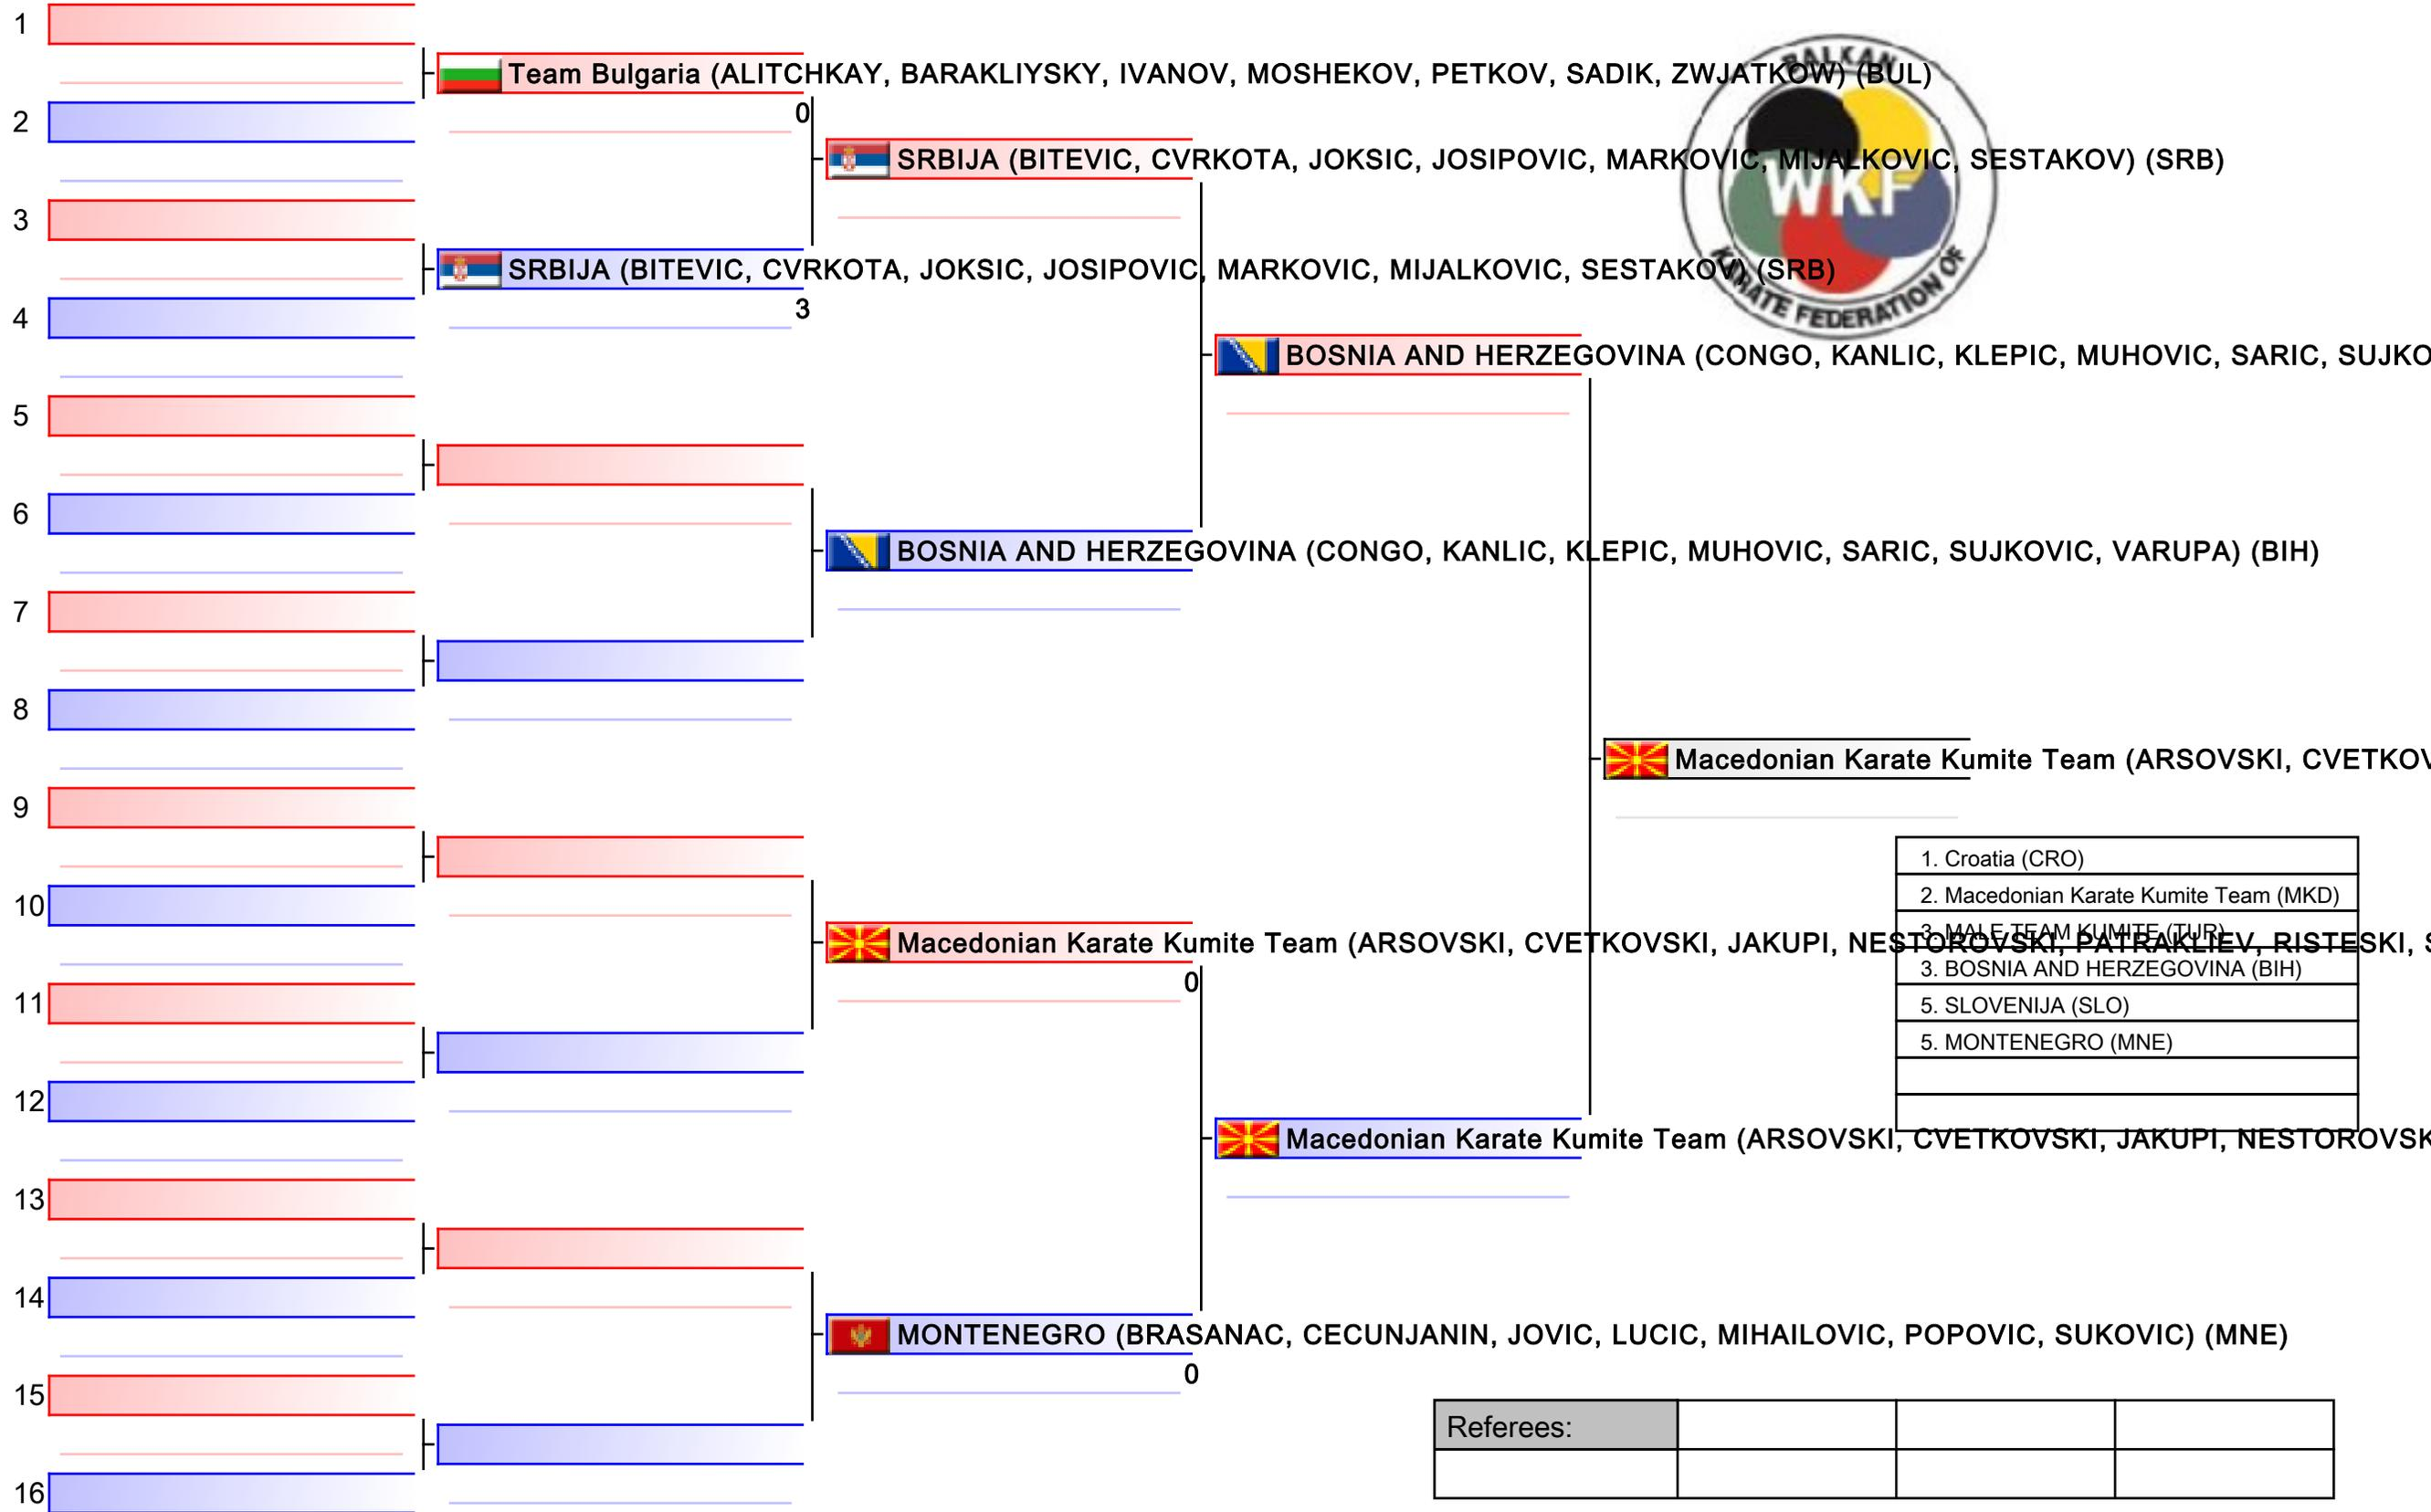 1
Team Bulgaria (ALITCHKAY, BARAKLIYSKY, IVANOV, MOSHEKOV, PETKOV, SADIK, ZWJATKOW) (BUL)
BALKAN
0
2
SRBIJA (BITEVIC, CVRKOTA, JOKSIC, JOSIPOVIC, MARKOVIC, MIJALKOVIC, SESTAKOV) (SRB)
WKF
3
SRBIJA (BITEVIC, CVRKOTA, JOKSIC, JOSIPOVIC, MARKOVIC, MIJALKOVIC, SESTAKOV) (SRB)
KARATE FEDERATION OF
3
4
BOSNIA AND HERZEGOVINA (CONGO, KANLIC, KLEPIC, MUHOVIC, SARIC, SUJKO
5
6
BOSNIA AND HERZEGOVINA (CONGO, KANLIC, KLEPIC, MUHOVIC, SARIC, SUJKOVIC, VARUPA) (BIH)
7
8
Macedonian Karate Kumite Team (ARSOVSKI, CVETKOV
9
1. Croatia (CRO)
2. Macedonian Karate Kumite Team (MKD)
10
3. MALE TEAM KUMITE (TUR)
Macedonian Karate Kumite Team (ARSOVSKI, CVETKOVSKI, JAKUPI, NESTOROVSKI, PATRAKLIEV, RISTESKI, S
3. BOSNIA AND HERZEGOVINA (BIH)
0
11
5. SLOVENIJA (SLO)
5. MONTENEGRO (MNE)
12
Macedonian Karate Kumite Team (ARSOVSKI, CVETKOVSKI, JAKUPI, NESTOROVSK
13
14
MONTENEGRO (BRASANAC, CECUNJANIN, JOVIC, LUCIC, MIHAILOVIC, POPOVIC, SUKOVIC) (MNE)
0
15
Referees:
16